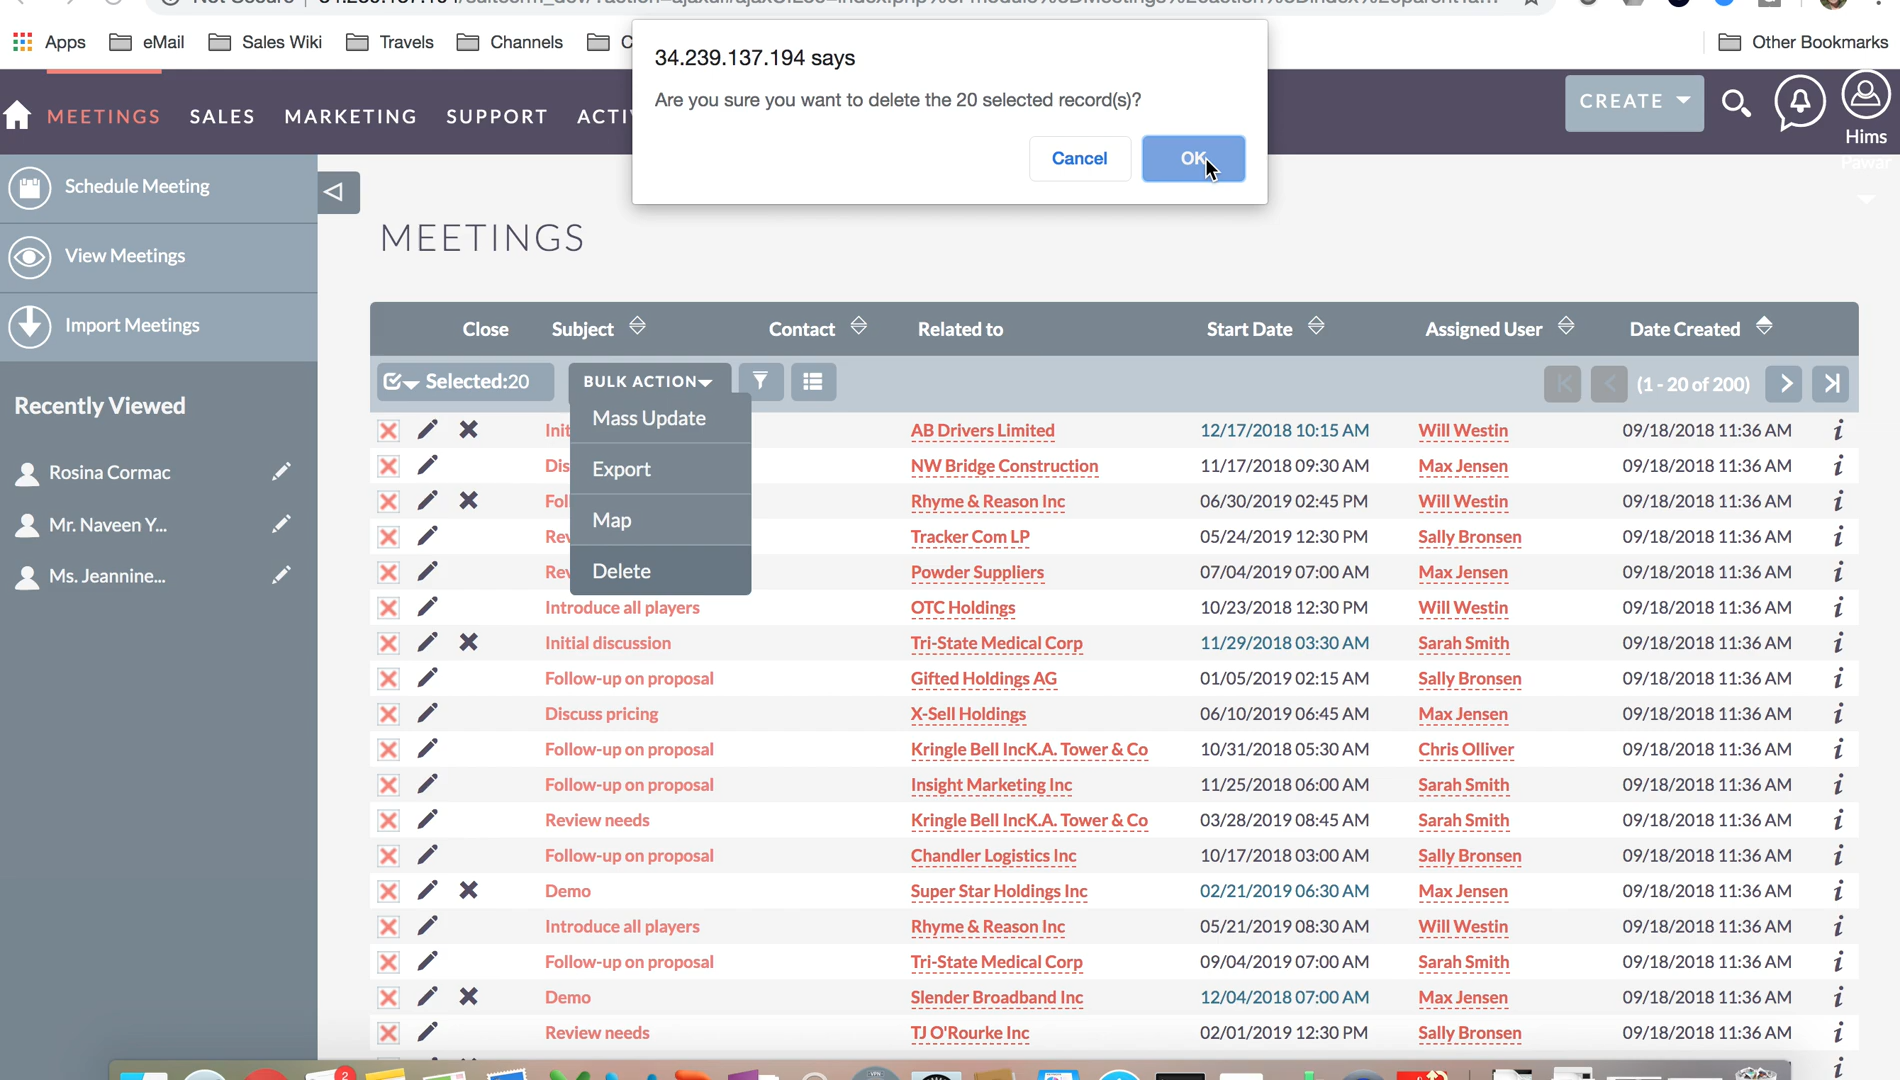 Apps eMail Sales Wiki Travels Channels Other Bookmarks
34.239.137.194 says
Are you sure you want to delete the 20 selected record(s)?
Cancel OK
MEETINGS SALES MARKETING SUPPORT CREATE
Hims
Pawar
Schedule Meeting
View Meetings
Import Meetings
Recently Viewed
Rosina Cormac
Mr. Naveen Y...
Ms. Jeannine...
MEETINGS
Close Subject Contact Related to Start Date Assigned User Date Created
Selected:20 BULK ACTION (1 - 20 of 200)
Mass Update
Export
Map
Delete
AB Drivers Limited 12/17/2018 10:15 AM Will Westin 09/18/2018 11:36 AM
NW Bridge Construction 11/17/2018 09:30 AM Max Jensen 09/18/2018 11:36 AM
Rhyme & Reason Inc 06/30/2019 02:45 PM Will Westin 09/18/2018 11:36 AM
Tracker Com LP 05/24/2019 12:30 PM Sally Bronsen 09/18/2018 11:36 AM
Powder Suppliers 07/04/2019 07:00 AM Max Jensen 09/18/2018 11:36 AM
Introduce all players OTC Holdings 10/23/2018 12:30 PM Will Westin 09/18/2018 11:36 AM
Initial discussion Tri-State Medical Corp 11/29/2018 03:30 AM Sarah Smith 09/18/2018 11:36 AM
Follow-up on proposal Gifted Holdings AG 01/05/2019 02:15 AM Sally Bronsen 09/18/2018 11:36 AM
Discuss pricing X-Sell Holdings 06/10/2019 06:45 AM Max Jensen 09/18/2018 11:36 AM
Follow-up on proposal Kringle Bell IncK.A. Tower & Co 10/31/2018 05:30 AM Chris Olliver 09/18/2018 11:36 AM
Follow-up on proposal Insight Marketing Inc 11/25/2018 06:00 AM Sarah Smith 09/18/2018 11:36 AM
Review needs Kringle Bell IncK.A. Tower & Co 03/28/2019 08:45 AM Sarah Smith 09/18/2018 11:36 AM
Follow-up on proposal Chandler Logistics Inc 10/17/2018 03:00 AM Sally Bronsen 09/18/2018 11:36 AM
Demo Super Star Holdings Inc 02/21/2019 06:30 AM Max Jensen 09/18/2018 11:36 AM
Introduce all players Rhyme & Reason Inc 05/21/2019 08:30 AM Will Westin 09/18/2018 11:36 AM
Follow-up on proposal Tri-State Medical Corp 09/04/2019 07:00 AM Sarah Smith 09/18/2018 11:36 AM
Demo Slender Broadband Inc 12/04/2018 07:00 AM Max Jensen 09/18/2018 11:36 AM
Review needs TJ O'Rourke Inc 02/01/2019 12:30 PM Sally Bronsen 09/18/2018 11:36 AM
2